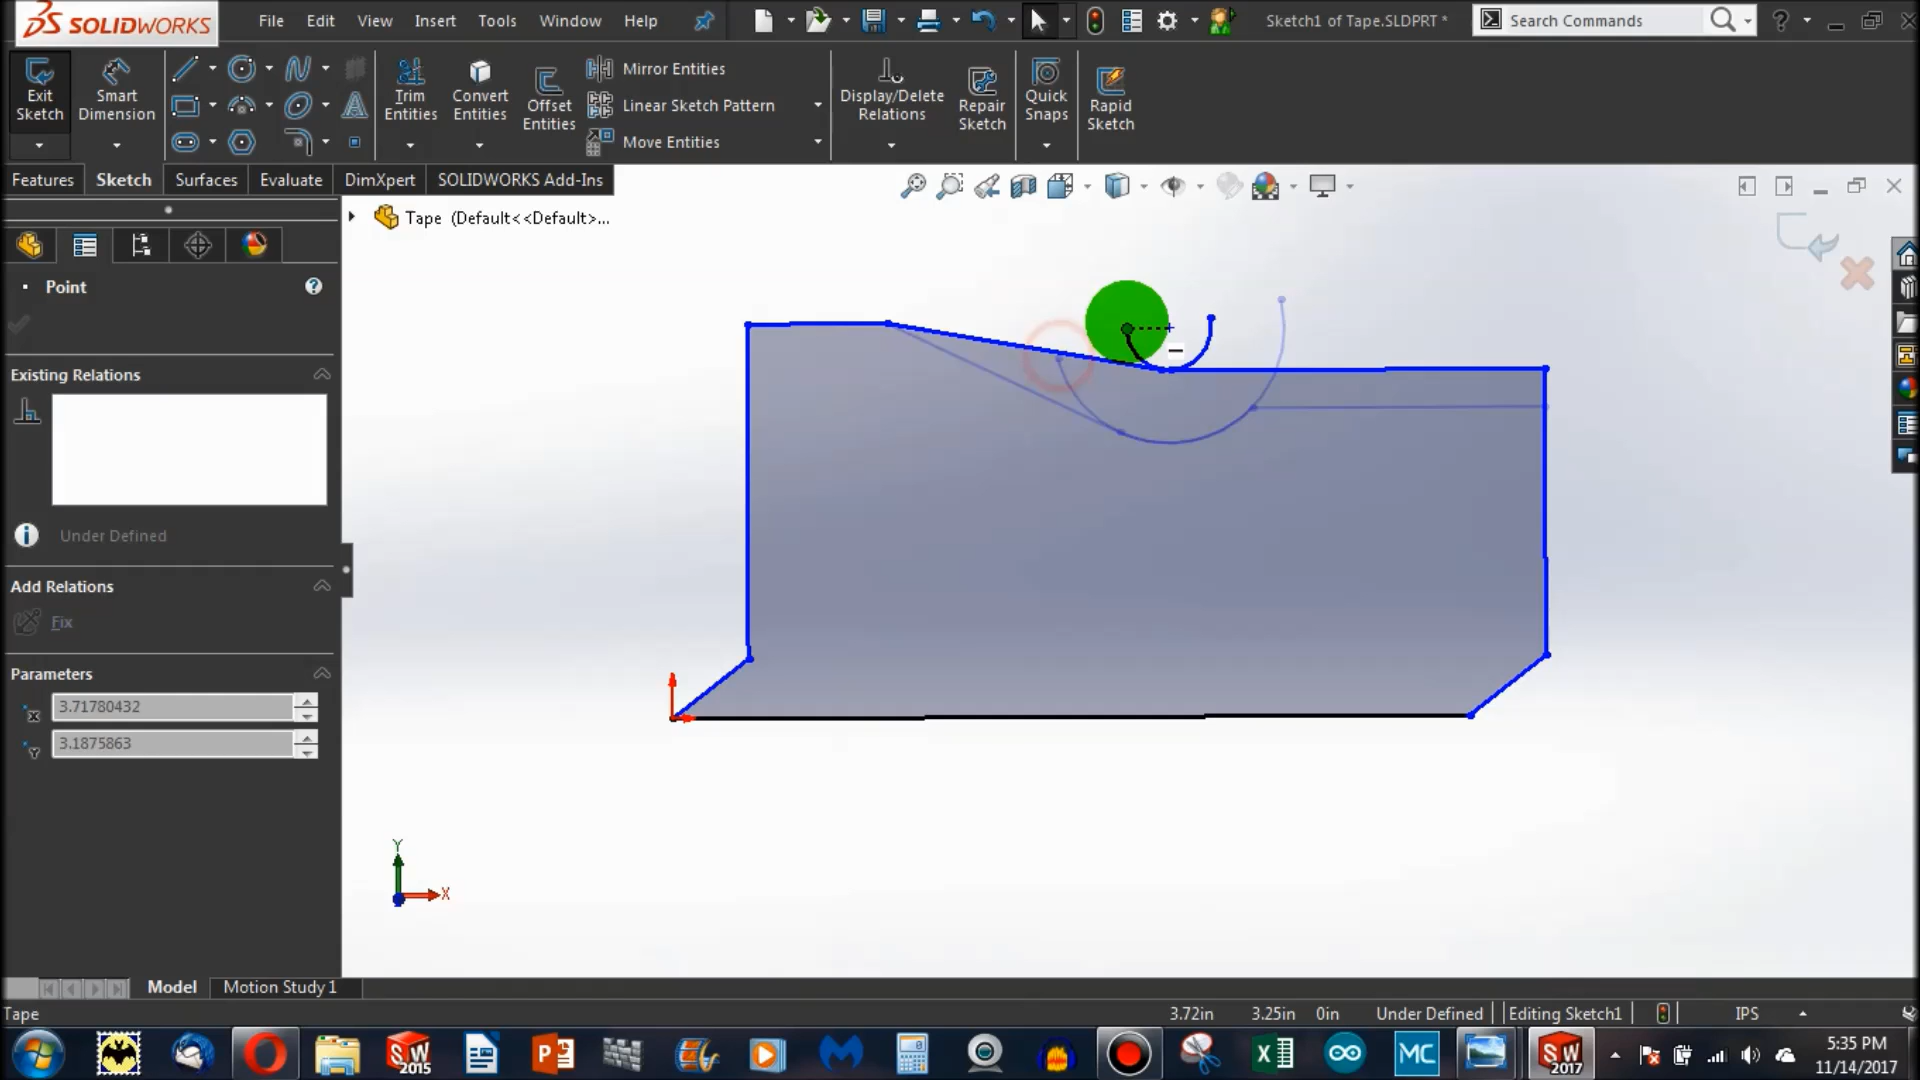 SOLIDWORKS
File Edit View Insert Tools Window Help
Sketch1 of Tape.SLDPRT *
Search Commands
?
Exit Sketch
Smart Dimension
Trim Entities
Convert Entities
Offset Entities
Mirror Entities
Linear Sketch Pattern
Move Entities
Display/Delete Relations
Repair Sketch
Quick Snaps
Rapid Sketch
Features Sketch Surfaces Evaluate DimXpert SOLIDWORKS Add-Ins
Tape (Default<<Default>...
Point
?
Existing Relations
Under Defined
Add Relations
Fix
Parameters
3.71780432
3.1875863
Y
X
Model Motion Study 1
Tape
3.72in 3.25in 0in Under Defined Editing Sketch1 IPS
SW 2015
MC
SW 2017
5:35 PM
11/14/2017